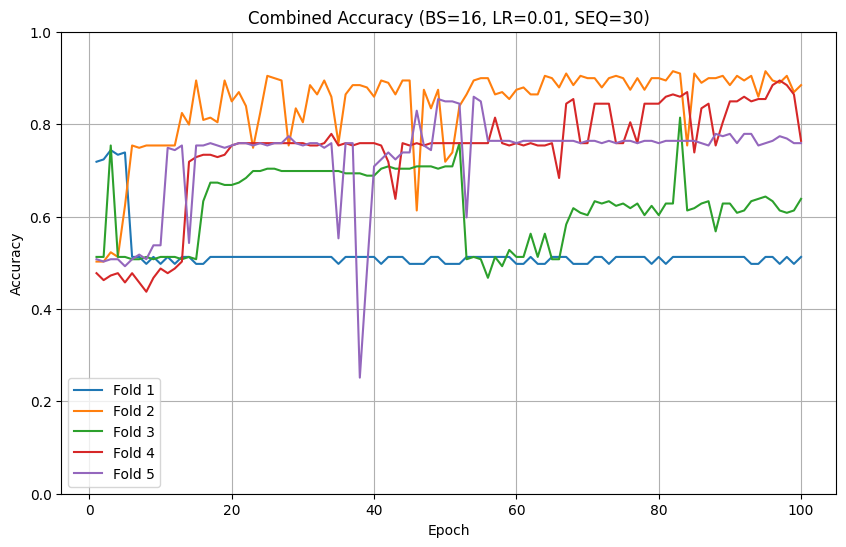 Combined Accuracy (BS=16, LR=0.01, SEQ=30)
1.0
0.8
0.6
0.4
0.2
0.0
Accuracy
Fold 1
Fold 2
Fold 3
Fold 4
Fold 5
0 20 40 60 80 100
Epoch